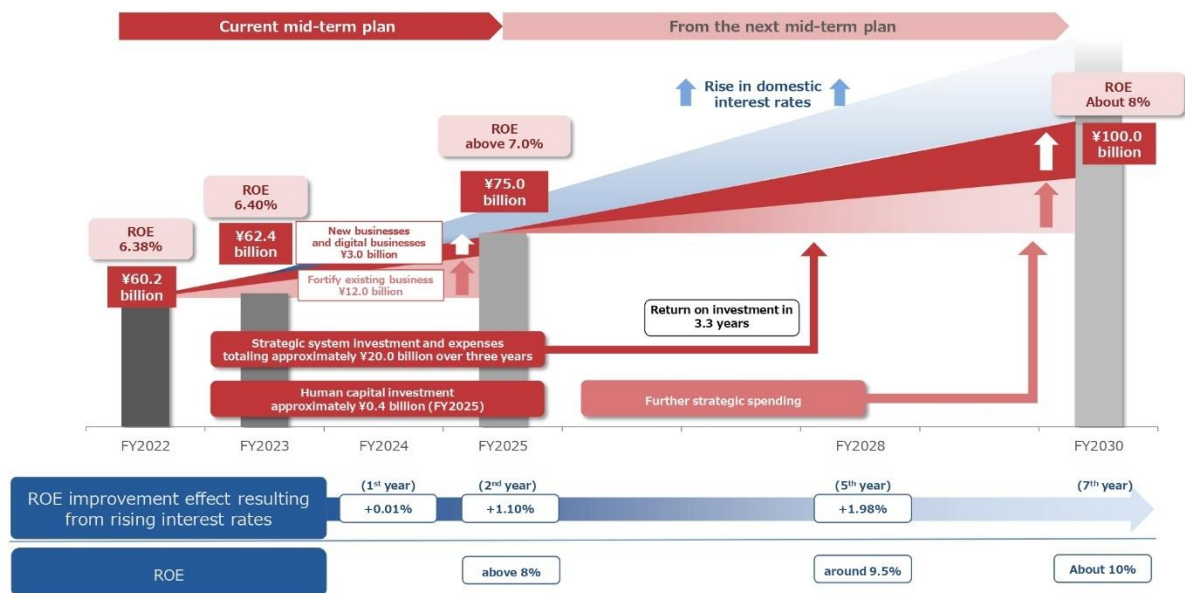 Current mid-term plan
From the next mid-term plan
Rise in domestic
interest rates
ROE
About 8%
¥100.0
billion
ROE
above 7.0%
¥75.0
billion
ROE
6.40%
¥62.4
billion
ROE
6.38%
¥60.2
billion
New businesses
and digital businesses
¥3.0 billion
Fortify existing business
¥12.0 billion
Return on investment in
3.3 years
Strategic system investment and expenses
totaling approximately ¥20.0 billion over three years
Human capital investment
approximately ¥0.4 billion (FY2025)
Further strategic spending
FY2022
FY2023
FY2024
FY2025
FY2028
FY2030
ROE improvement effect resulting
from rising interest rates
(1st year)
+0.01%
(2nd year)
+1.10%
(5th year)
+1.98%
(7th year)
ROE
above 8%
around 9.5%
About 10%